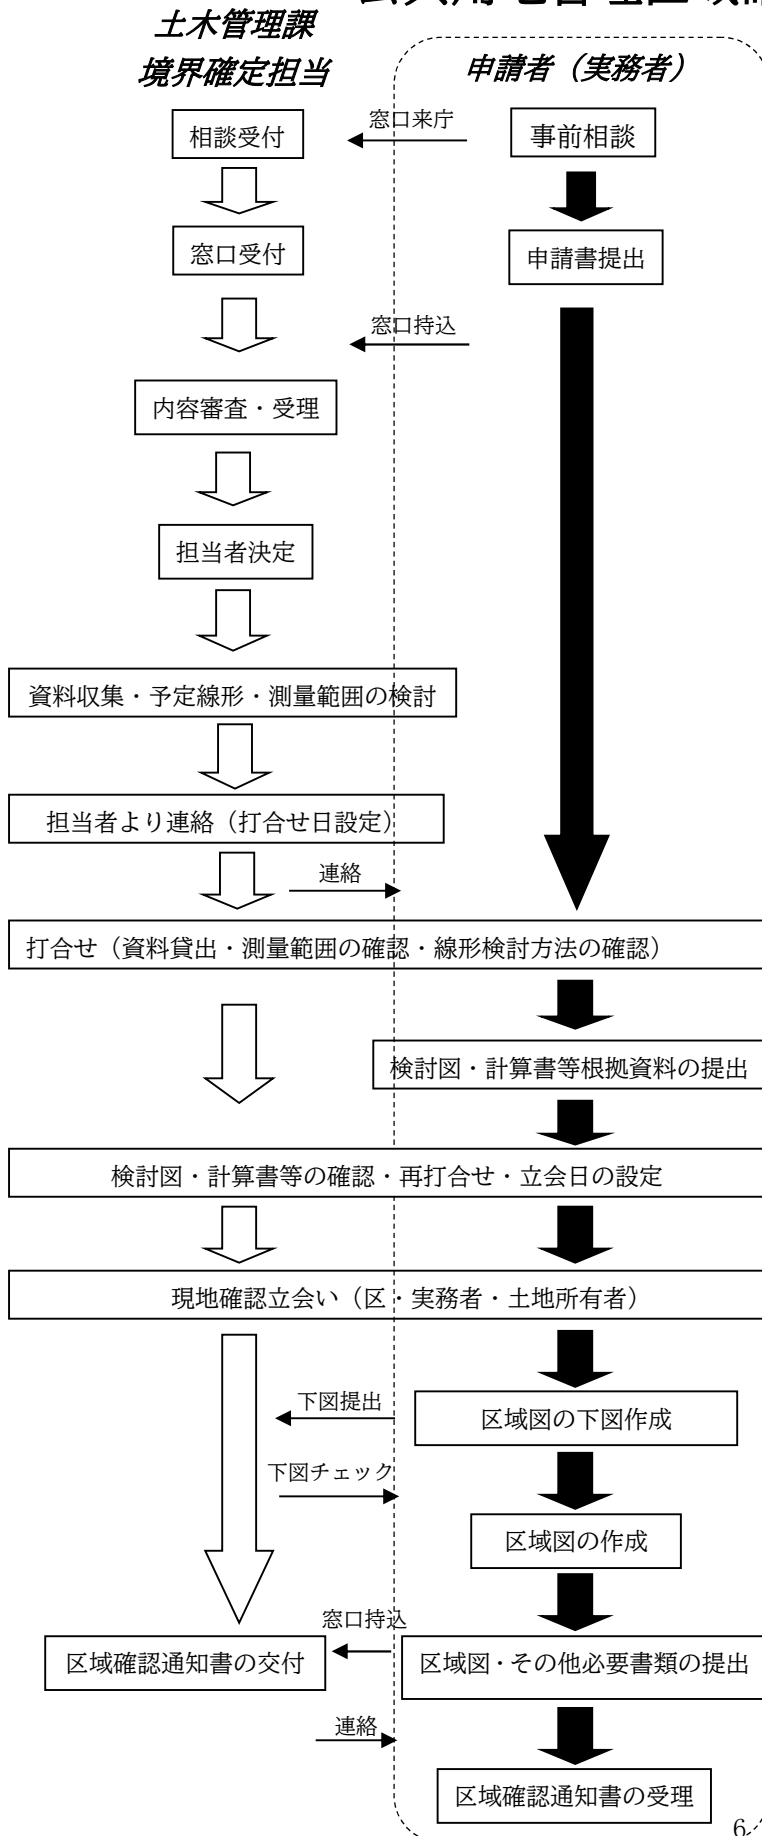 土木管理課
境界確定担当
申請者（実務者）
相談受付
窓口来庁
事前相談
窓口受付
申請書提出
窓口持込
内容審査・受理
担当者決定
資料収集・予定線形・測量範囲の検討
担当者より連絡（打合せ日設定）
連絡
打合せ（資料貸出・測量範囲の確認・線形検討方法の確認）
検討図・計算書等根拠資料の提出
検討図・計算書等の確認・再打合せ・立会日の設定
現地確認立会い（区・実務者・土地所有者）
下図提出
区域図の下図作成
下図チェック
区域図の作成
窓口持込
区域確認通知書の交付
区域図・その他必要書類の提出
連絡
区域確認通知書の受理
6